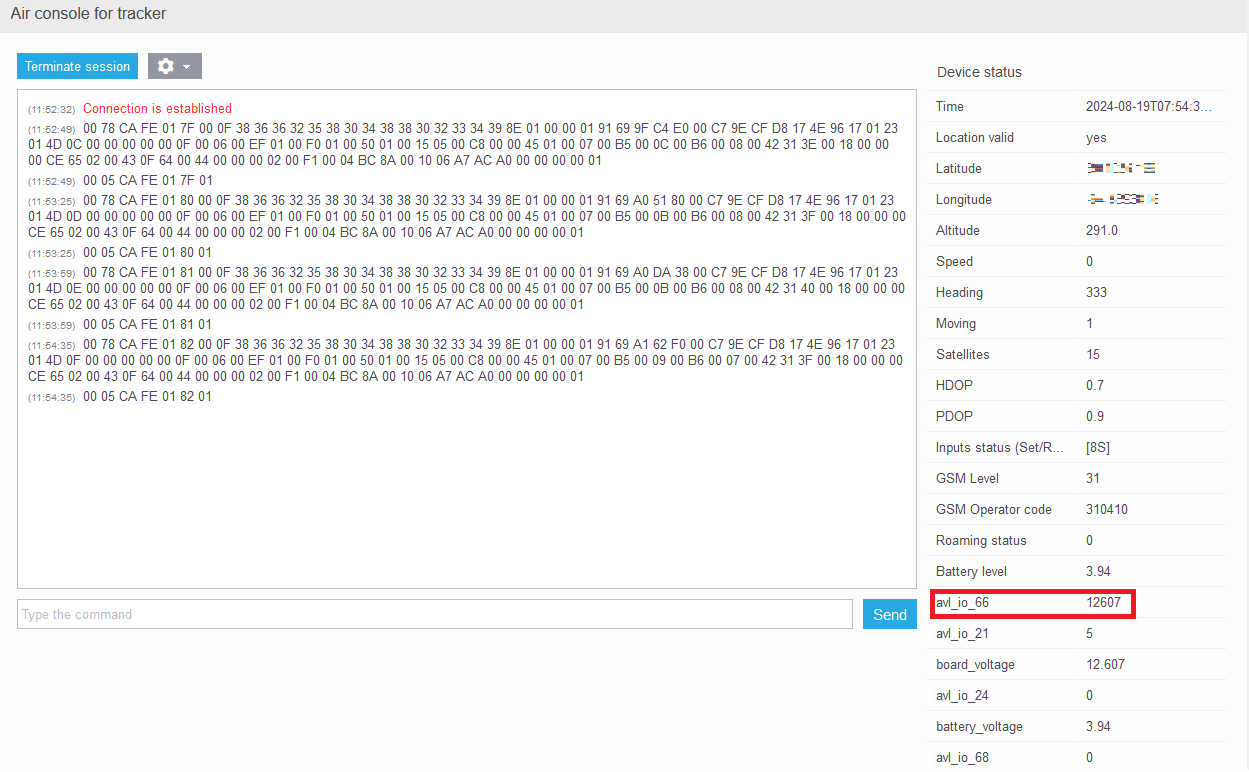 Air console for tracker
Terminate session
(11:52:32) Connection is established
(11:52:49) 00 78 CA FE 01 7F 00 0F 38 36 36 32 35 38 30 34 38 38 30 32 33 34 39 8E 01 00 00 01 91 69 9F C4 E0 00 C7 9E CF D8 17 4E 96 17 01 23
01 4D 0C 00 00 00 00 00 0F 00 06 00 EF 01 00 F0 01 00 50 01 00 15 05 00 C8 00 00 45 01 00 07 00 B5 00 0C 00 B6 00 08 00 42 31 3E 00 18 00 00
00 CE 65 02 00 43 0F 64 00 44 00 00 00 02 00 F1 00 04 BC 8A 00 10 06 A7 AC A0 00 00 00 00 01
(11:52:49) 00 05 CA FE 01 7F 01
(11:53:25) 00 78 CA FE 01 80 00 0F 38 36 36 32 35 38 30 34 38 38 30 32 33 34 39 8E 01 00 00 01 91 69 A0 51 80 00 C7 9E CF D8 17 4E 96 17 01 23
01 4D 0D 00 00 00 00 00 0F 00 06 00 EF 01 00 F0 01 00 50 01 00 15 05 00 C8 00 00 45 01 00 07 00 B5 00 0B 00 B6 00 08 00 42 31 3F 00 18 00 00 00
CE 65 02 00 43 0F 64 00 44 00 00 00 02 00 F1 00 04 BC 8A 00 10 06 A7 AC A0 00 00 00 00 01
(11:53:25) 00 05 CA FE 01 80 01
(11:53:59) 00 78 CA FE 01 81 00 0F 38 36 36 32 35 38 30 34 38 38 30 32 33 34 39 8E 01 00 00 01 91 69 A0 DA 38 00 C7 9E CF D8 17 4E 96 17 01 23
01 4D 0E 00 00 00 00 00 0F 00 06 00 EF 01 00 F0 01 00 50 01 00 15 05 00 C8 00 00 45 01 00 07 00 B5 00 0B 00 B6 00 08 00 42 31 40 00 18 00 00 00
CE 65 02 00 43 0F 64 00 44 00 00 00 02 00 F1 00 04 BC 8A 00 10 06 A7 AC A0 00 00 00 00 01
(11:53:59) 00 05 CA FE 01 81 01
(11:54:35) 00 78 CA FE 01 82 00 0F 38 36 36 32 35 38 30 34 38 38 30 32 33 34 39 8E 01 00 00 01 91 69 A1 62 F0 00 C7 9E CF D8 17 4E 96 17 01 23
01 4D 0F 00 00 00 00 00 0F 00 06 00 EF 01 00 F0 01 00 50 01 00 15 05 00 C8 00 00 45 01 00 07 00 B5 00 09 00 B6 00 07 00 42 31 3F 00 18 00 00 00
CE 65 02 00 43 0F 64 00 44 00 00 00 02 00 F1 00 04 BC 8A 00 10 06 A7 AC A0 00 00 00 00 01
(11:54:35) 00 05 CA FE 01 82 01
Type the command
Send
Device status
Time 2024-08-19T07:54:3...
Location valid yes
Latitude
Longitude
Altitude 291.0
Speed 0
Heading 333
Moving 1
Satellites 15
HDOP 0.7
PDOP 0.9
Inputs status (Set/R... [8S]
GSM Level 31
GSM Operator code 310410
Roaming status 0
Battery level 3.94
avl_io_66 12607
avl_io_21 5
board_voltage 12.607
avl_io_24 0
battery_voltage 3.94
avl_io_68 0